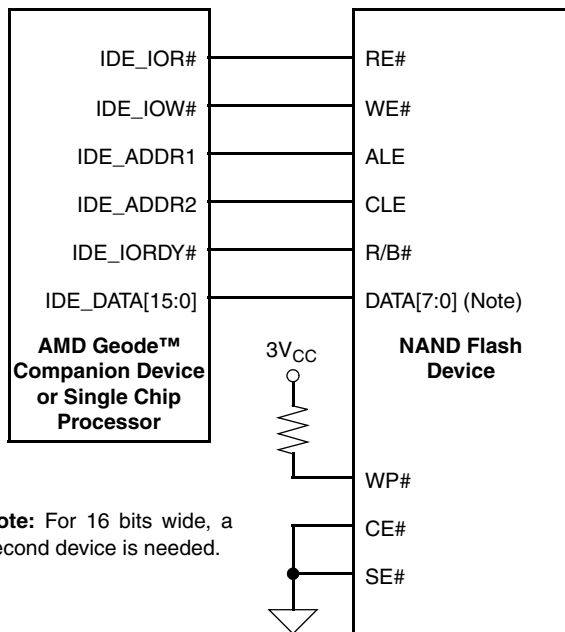 IDE_IOR#
RE#
IDE_IOW#
WE#
IDE_ADDR1
ALE
IDE_ADDR2
CLE
IDE_IORDY#
R/B#
IDE_DATA[15:0]
DATA[7:0] (Note)
AMD Geode™
Companion Device
or Single Chip
Processor
3VCC
NAND Flash
Device
WP#
ote: For 16 bits wide, a
econd device is needed.
CE#
SE#